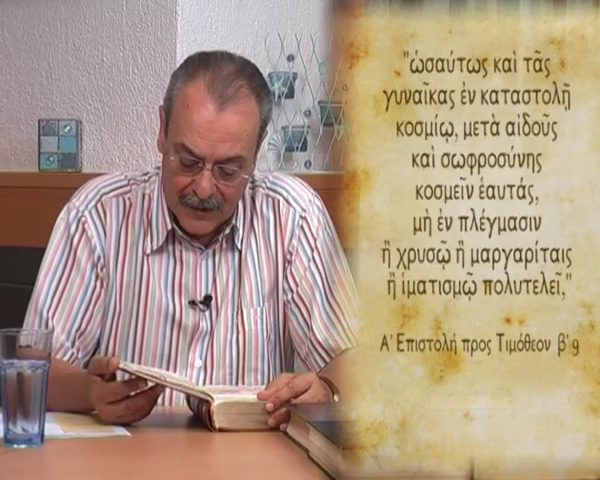 "ὡσαύτως καὶ τᾶς
γυναῖκας ἐν καταστολῇ
κοσμίῳ, μετὰ αἰδοῦς
καὶ σωφροσύνης
κοσμεῖν ἑαυτάς,
μὴ ἐν πλέγμασιν
ἢ χρυσῷ ἢ μαργαρίταις
ἢ ἱματισμῷ πολυτελεῖ,"
Α' Επιστολή προς Τιμόθεον β' 9